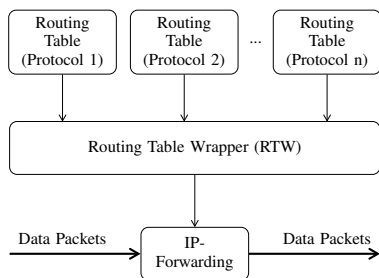 Routing
Table
(Protocol 1)
Routing
Table
(Protocol 2)
...
Routing
Table
(Protocol n)
Routing Table Wrapper (RTW)
Data Packets
IP-
Forwarding
Data Packets